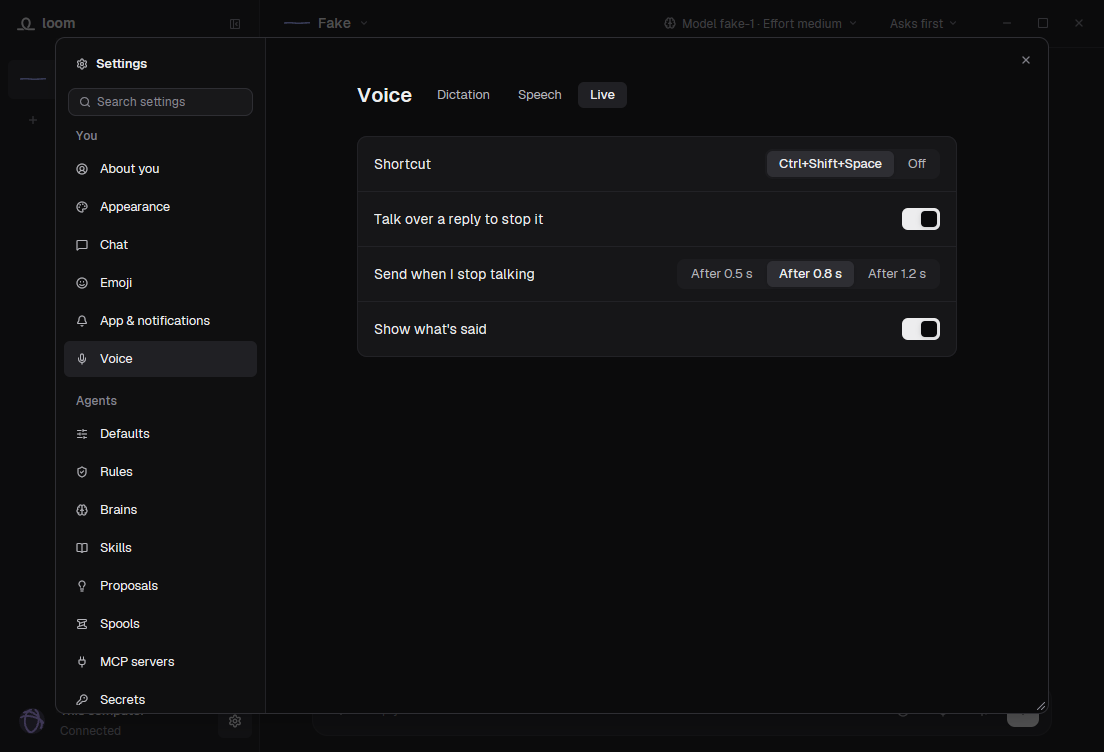 loom
Fake
Model fake-1 · Effort medium
Asks first
Settings
Search settings
You
About you
Appearance
Chat
Emoji
App & notifications
Voice
Agents
Defaults
Rules
Brains
Skills
Proposals
Spools
MCP servers
Secrets
Connected
Voice Dictation Speech Live
Shortcut Ctrl+Shift+Space Off
Talk over a reply to stop it
Send when I stop talking After 0.5 s After 0.8 s After 1.2 s
Show what's said